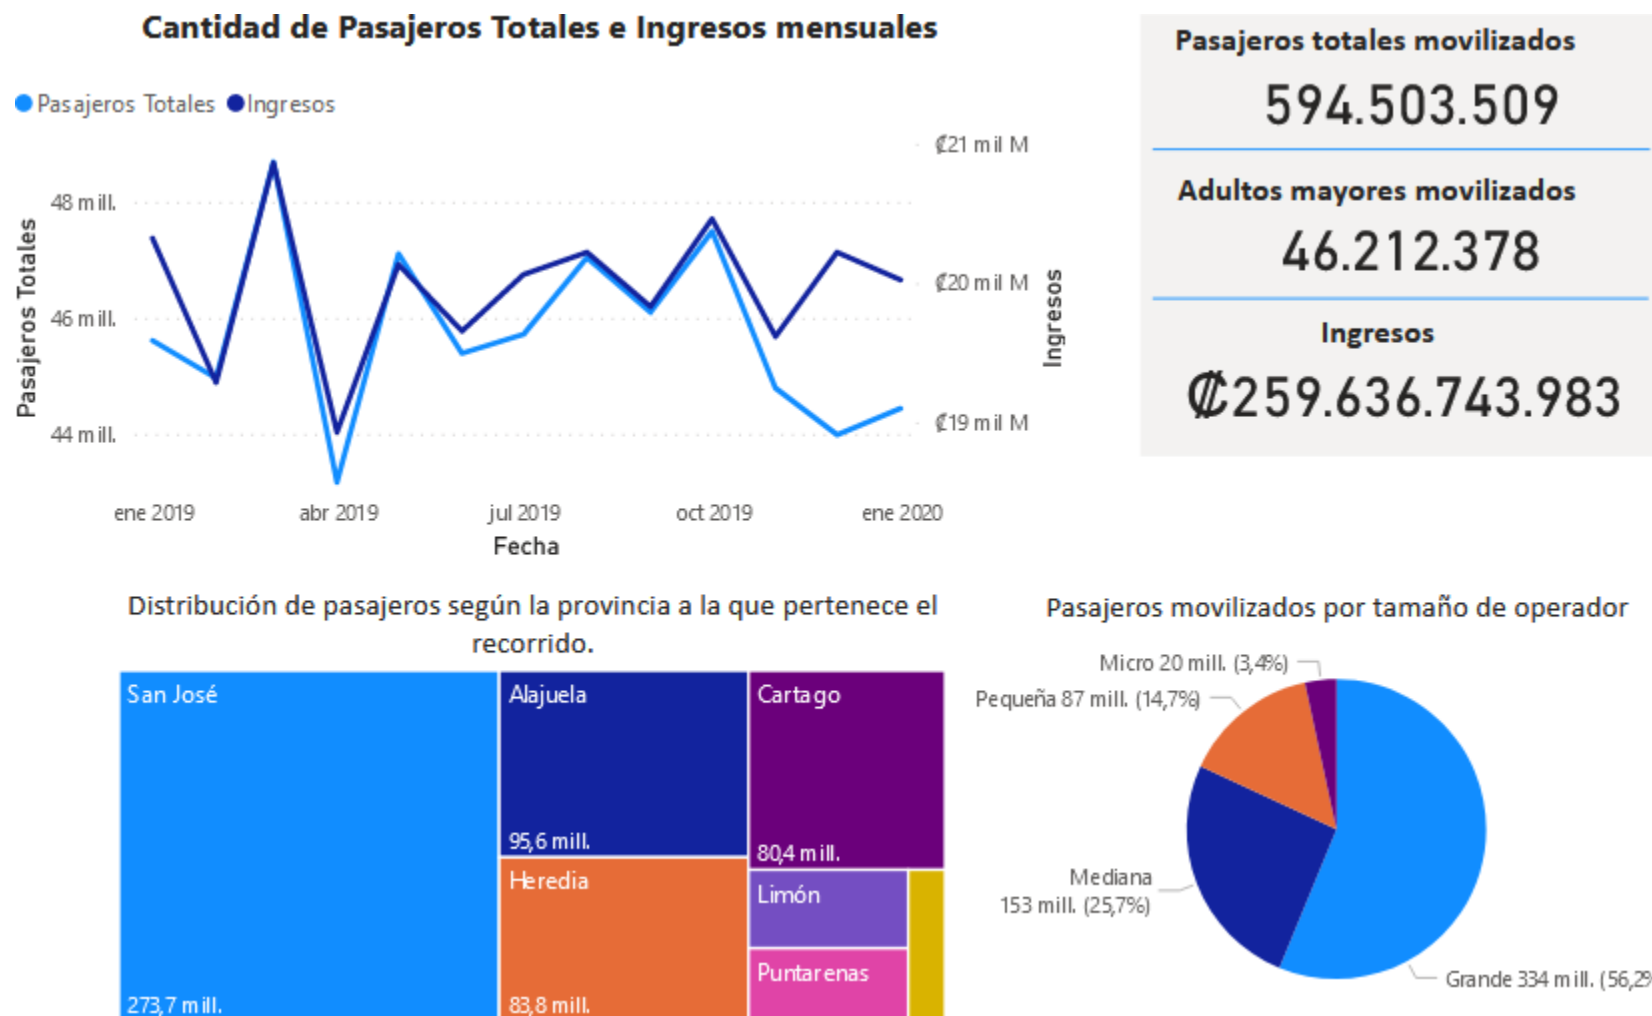 Cantidad de Pasajeros Totales e Ingresos mensuales
Pasajeros Totales
Ingresos
Pasajeros Totales
48 mill.
46 mill.
44 mill.
₡21 mil M
₡20 mil M
₡19 mil M
Ingresos
ene 2019
abr 2019
jul 2019
oct 2019
ene 2020
Fecha
Pasajeros totales movilizados
594.503.509
Adultos mayores movilizados
46.212.378
Ingresos
₡259.636.743.983
Distribución de pasajeros según la provincia a la que pertenece el
recorrido.
San José
273,7 mill.
Alajuela
95,6 mill.
Heredia
83,8 mill.
Cartago
80,4 mill.
Limón
Puntarenas
Pasajeros movilizados por tamaño de operador
Micro 20 mill. (3,4%)
Pequeña 87 mill. (14,7%)
Mediana
153 mill. (25,7%)
Grande 334 mill. (56,2%